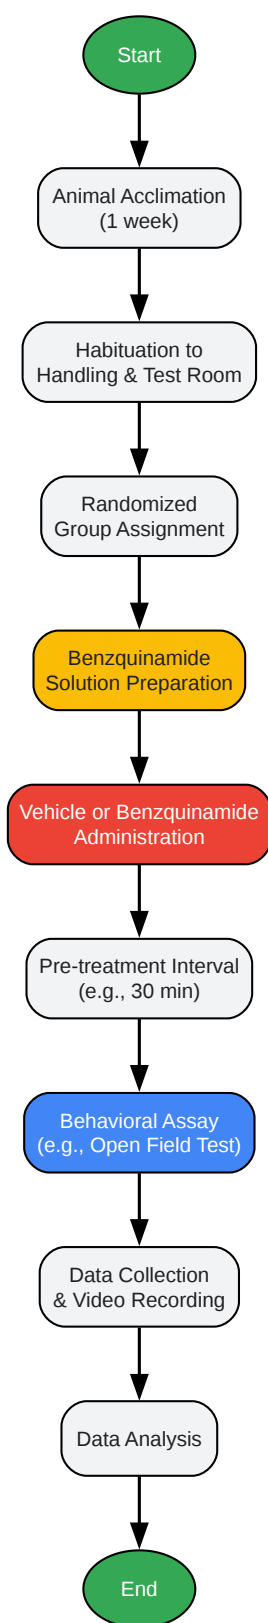 Start
Animal Acclimation
(1 week)
Habituation to
Handling & Test Room
Randomized
Group Assignment
Benzquinamide
Solution Preparation
Vehicle or Benzquinamide
Administration
Pre-treatment Interval
(e.g., 30 min)
Behavioral Assay
(e.g., Open Field Test)
Data Collection
& Video Recording
Data Analysis
End